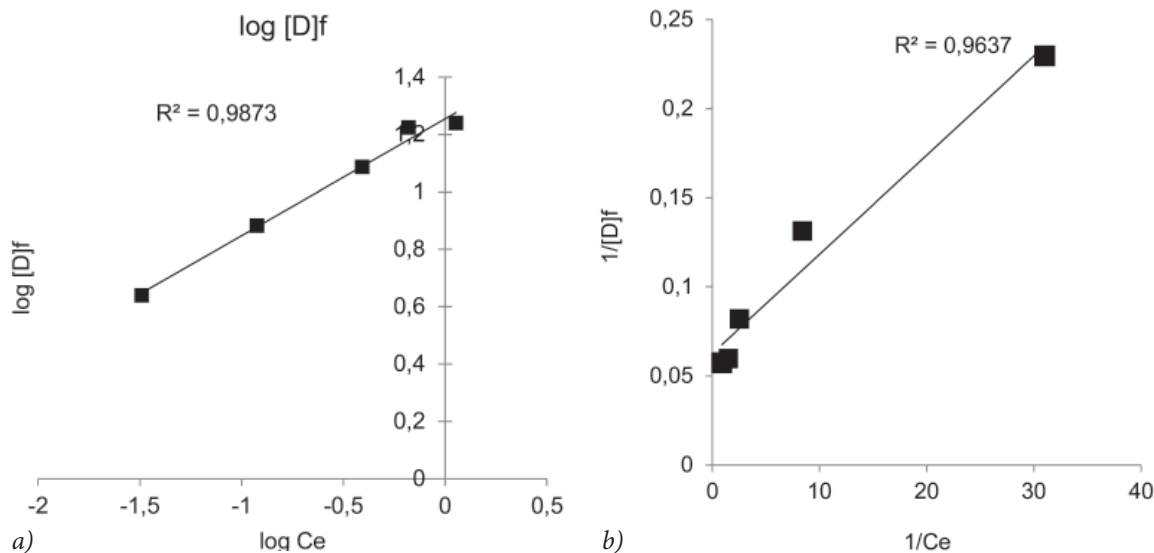 log [D]f
R² = 0,9873
1,4
1,2
1
0,8
0,6
0,4
0,2
0
-2
-1,5
-1
-0,5
0
0,5
log [D]f
log Ce
a)
R² = 0,9637
0,25
0,2
0,15
0,1
0,05
0
0
10
20
30
40
1/[D]f
1/Ce
b)